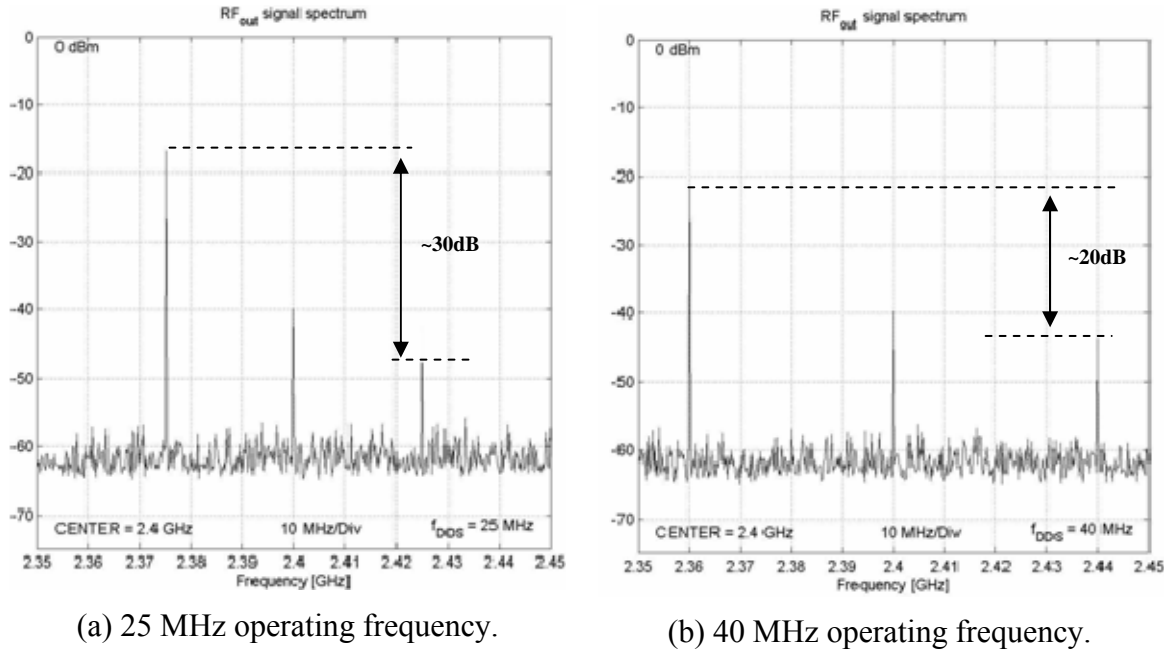 RFout signal spectrum
0
O dBm
-10
-20
-30
~30dB
-40
-50
-60
-70
CENTER = 2.4 GHz 10 MHz/Div fDDS = 25 MHz
2.35 2.36 2.37 2.38 2.39 2.4 2.41 2.42 2.43 2.44 2.45
Frequency [GHz]
(a) 25 MHz operating frequency.
RFout signal spectrum
0
0 dBm
-10
-20
-30
~20dB
-40
-50
-60
-70
CENTER = 2.4 GHz 10 MHz/Div fDDS = 40 MHz
2.35 2.36 2.37 2.38 2.39 2.4 2.41 2.42 2.43 2.44 2.45
Frequency [GHz]
(b) 40 MHz operating frequency.